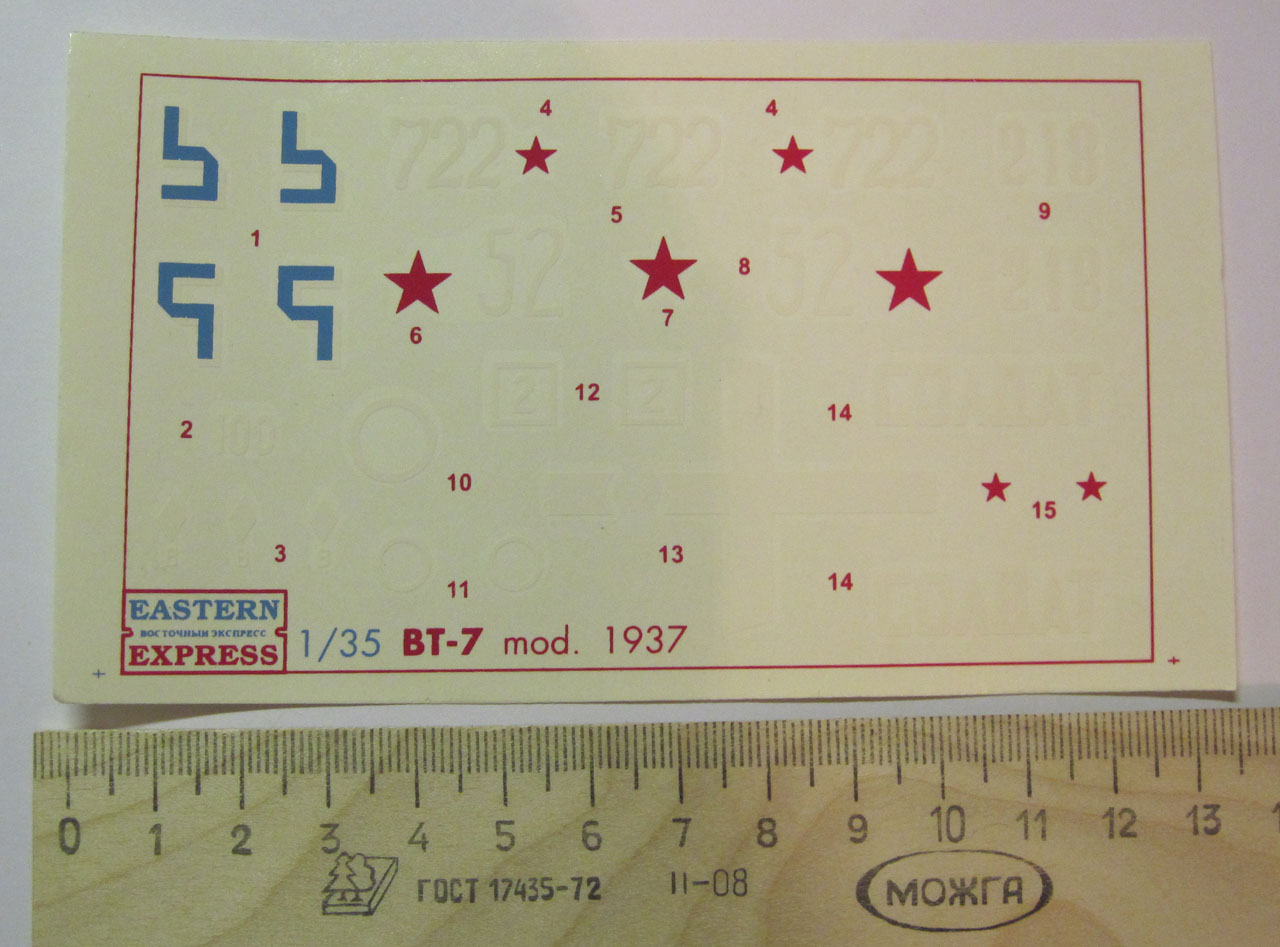 4 4
722 722 722 218
5 9
1 52 8 52 218
6 7
2 2 12 14
2 100
10
15
3 13
11 14
EASTERN
ВОСТОЧНЫЙ ЭКСПРЕСС
EXPRESS
1/35 BT-7 mod. 1937
0 1 2 3 4 5 6 7 8 9 10 11 12 13
ГОСТ 17435-72 II-08 МОЖГА